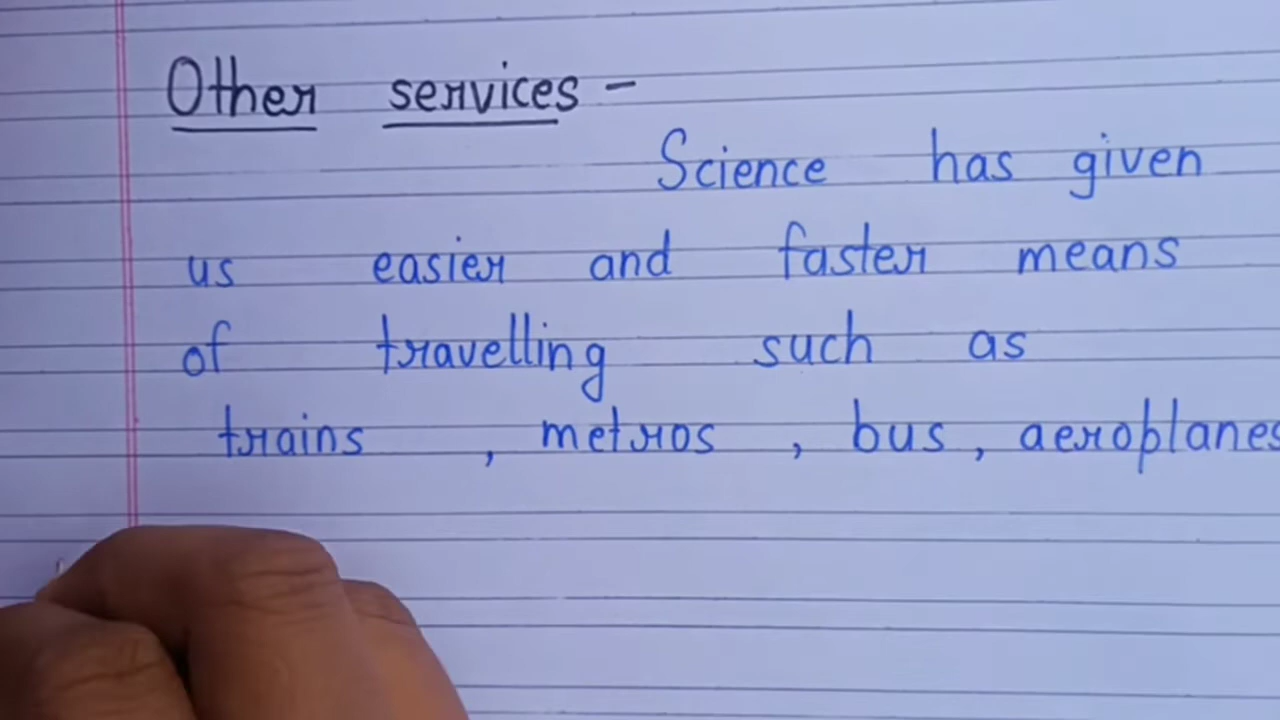 Other services -
Science has given
us easier and faster means
of travelling such as
trains , metros , bus , aeroplanes